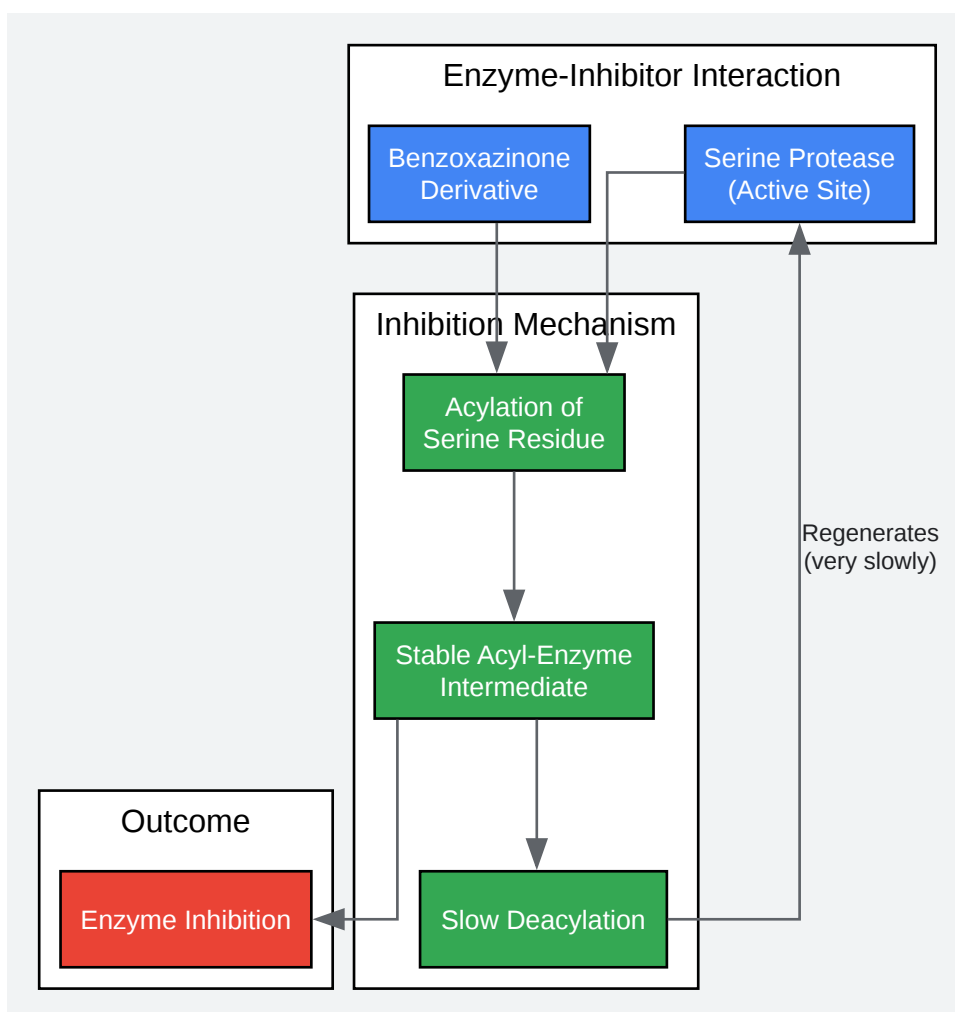 Enzyme-Inhibitor Interaction
Benzoxazinone
Derivative
Serine Protease
(Active Site)
Inhibition Mechanism
Acylation of
Serine Residue
Regenerates
(very slowly)
Stable Acyl-Enzyme
Intermediate
Outcome
Enzyme Inhibition
Slow Deacylation